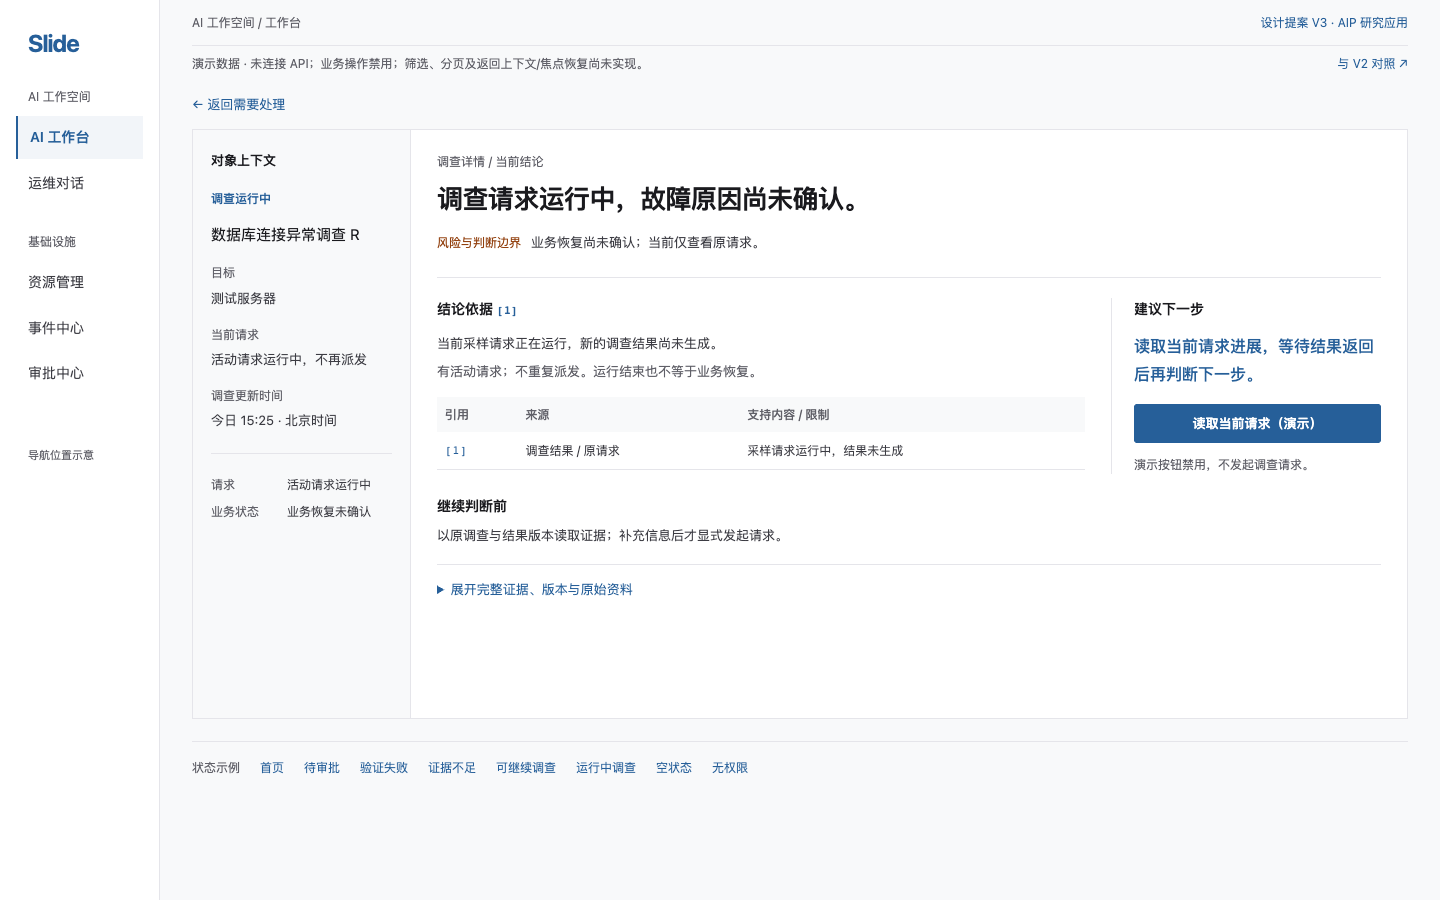 Slide
AI 工作空间
AI 工作台
运维对话
基础设施
资源管理
事件中心
审批中心
导航位置示意
AI 工作空间 / 工作台
设计提案 V3 · AIP 研究应用
演示数据 · 未连接 API；业务操作禁用；筛选、分页及返回上下文/焦点恢复尚未实现。
与 V2 对照 ↗
← 返回需要处理
对象上下文
调查运行中
数据库连接异常调查 R
目标
测试服务器
当前请求
活动请求运行中，不再派发
调查更新时间
今日 15:25 · 北京时间
请求 活动请求运行中
业务状态 业务恢复未确认
调查详情 / 当前结论
调查请求运行中，故障原因尚未确认。
风险与判断边界 业务恢复尚未确认；当前仅查看原请求。
结论依据 [1]
当前采样请求正在运行，新的调查结果尚未生成。
有活动请求；不重复派发。运行结束也不等于业务恢复。
引用 来源 支持内容 / 限制
[1] 调查结果 / 原请求 采样请求运行中，结果未生成
继续判断前
以原调查与结果版本读取证据；补充信息后才显式发起请求。
▶ 展开完整证据、版本与原始资料
建议下一步
读取当前请求进展，等待结果返回
后再判断下一步。
读取当前请求（演示）
演示按钮禁用，不发起调查请求。
状态示例 首页 待审批 验证失败 证据不足 可继续调查 运行中调查 空状态 无权限